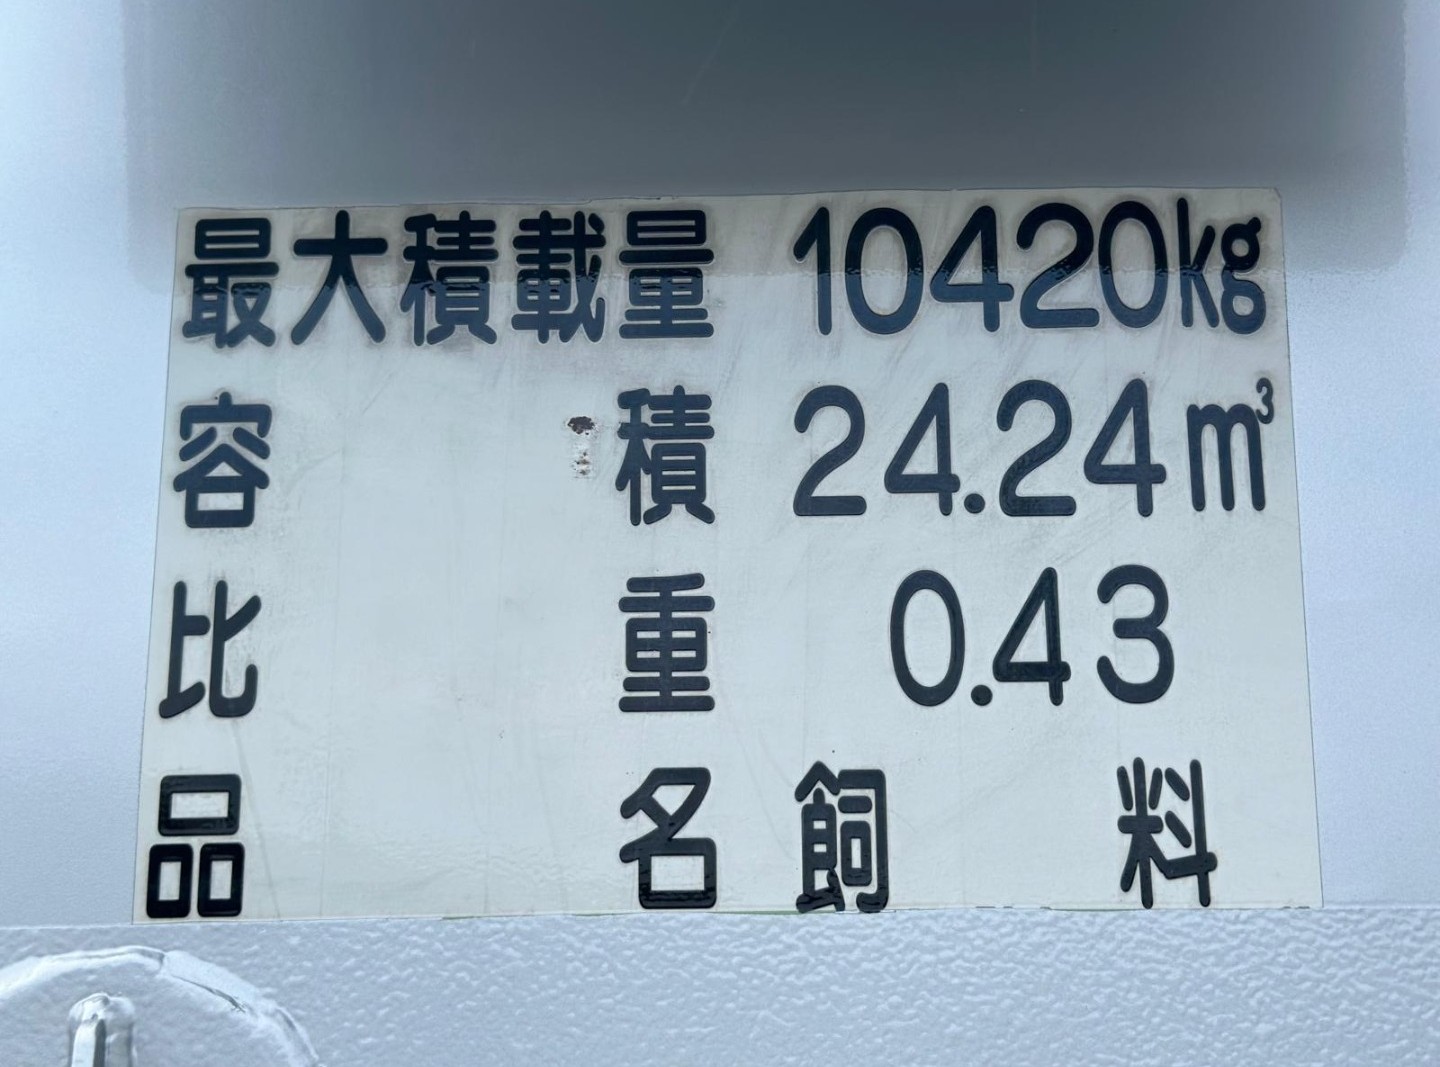 最大積載量 10420kg
容積 24.24m³
比重 0.43
品名 飼料